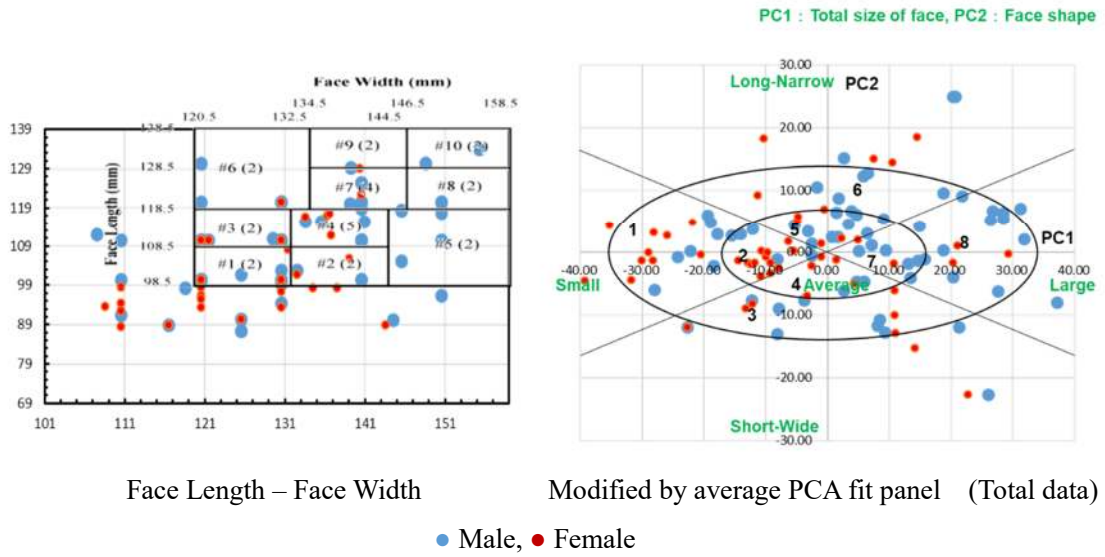 PC1 : Total size of face, PC2 : Face shape
Face Width (mm)
134.5 146.5 158.5
120.5 132.5 144.5
139
129
119
109
99
89
79
69
138.5
128.5
118.5
108.5
98.5
Face Length (mm)
#9 (2) #10 (2)
#6 (2)
#7 (4) #8 (2)
#3 (2) #4 (5)
#5 (2)
#1 (2) #2 (2)
101 111 121 131 141 151
30.00
Long-Narrow PC2
20.00
10.00
6
1 5
8 PC1
2 7
-40.00 -30.00 -20.00 -10.00 0.00 10.00 20.00 30.00 40.00
Small 4 Average Large
3
-10.00
-20.00
Short-Wide
-30.00
Face Length – Face Width
Modified by average PCA fit panel (Total data)
Male, Female